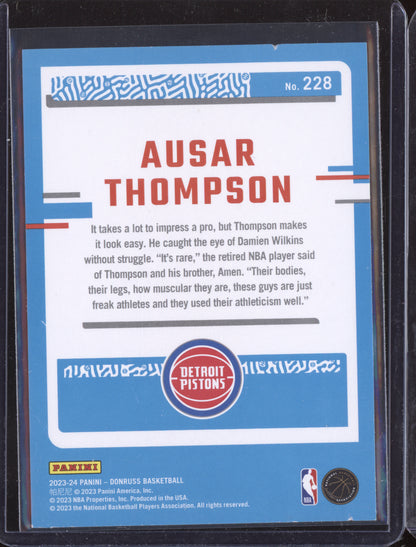 No. 228
AUSAR
THOMPSON
It takes a lot to impress a pro, but Thompson makes
it look easy. He caught the eye of Damien Wilkins
without struggle. “It’s rare,” the retired NBA player said
of Thompson and his brother, Amen. “Their bodies,
their legs, how muscular they are, these guys are just
freak athletes and they used their athleticism well.”
DETROIT
PISTONS
PANINI
2023-24 PANINI – DONRUSS BASKETBALL
帕尼尼 © 2023 Panini America, Inc.
© 2023 NBA Properties, Inc. Produced in the USA.
© 2023 the National Basketball Players Association. All rights reserved.
NBA